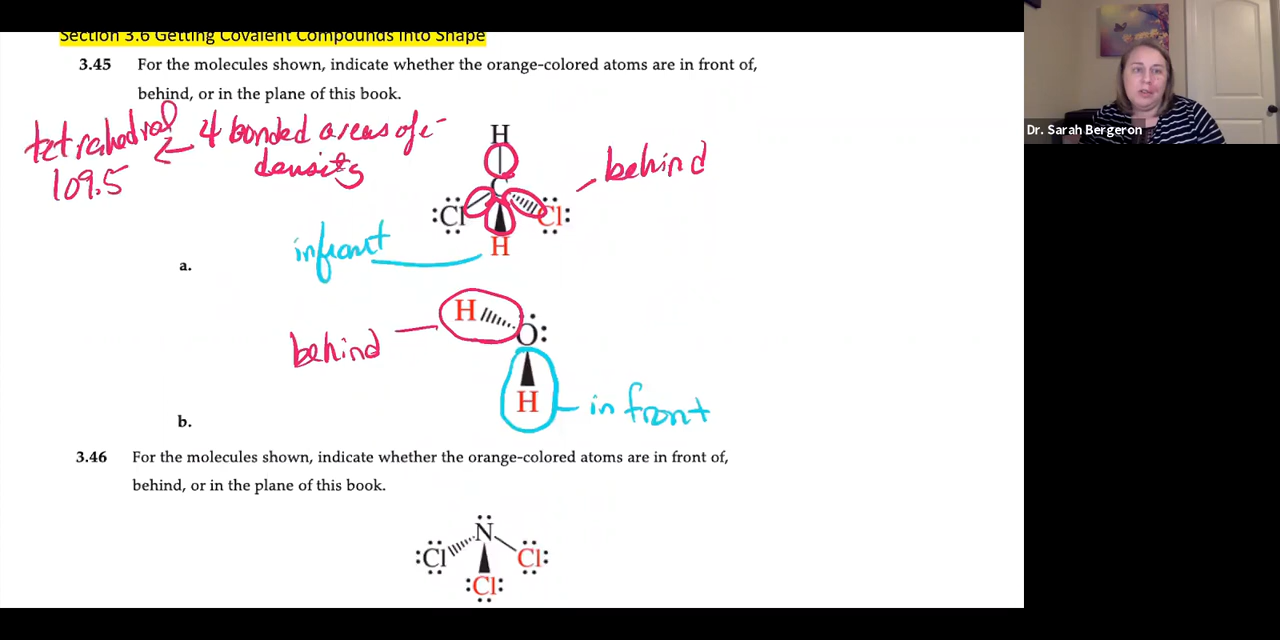 Section 3.6 Getting Covalent Compounds Into Shape
3.45 For the molecules shown, indicate whether the orange-colored atoms are in front of,
behind, or in the plane of this book.
tetrahedral 4 bonded areas of e-
density
109.5
H
C
:Cl
Cl:
H
behind
infront
a.
H
O:
H
behind
in front
b.
3.46 For the molecules shown, indicate whether the orange-colored atoms are in front of,
behind, or in the plane of this book.
N
:Cl
Cl:
:Cl:
Dr. Sarah Bergeron